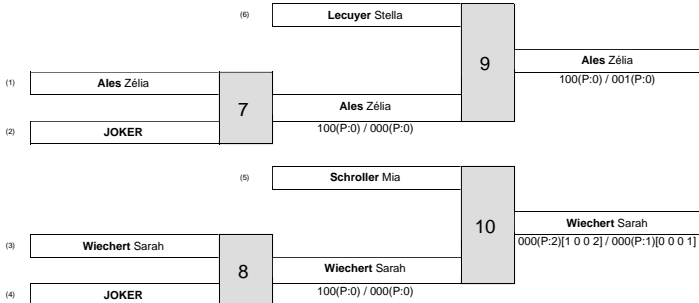 (6) Lecuyer Stella
9
Ales Zélia
100(P:0) / 001(P:0)
(1) Ales Zélia
7
Ales Zélia
100(P:0) / 000(P:0)
(2) JOKER
(5) Schroller Mia
10
Wiechert Sarah
000(P:2)[1 0 0 2] / 000(P:1)[0 0 0 1]
(3) Wiechert Sarah
8
Wiechert Sarah
100(P:0) / 000(P:0)
(4) JOKER